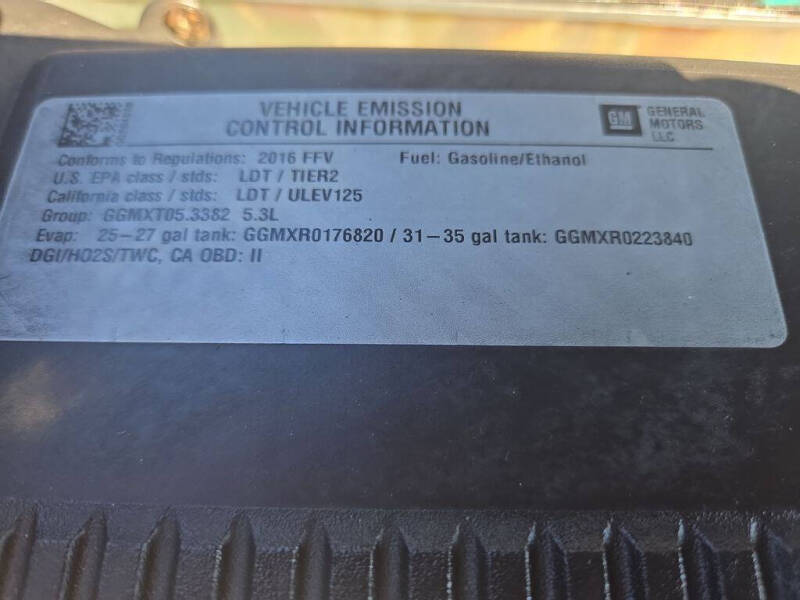 VEHICLE EMISSION
CONTROL INFORMATION
GM
GENERAL
MOTORS
LLC
Conforms to Regulations: 2016 FFV Fuel: Gasoline/Ethanol
U.S. EPA class / stds: LDT / TIER2
California class / stds: LDT / ULEV125
Group: GGMXT05.3382 5.3L
Evap: 25-27 gal tank: GGMXR0176820 / 31-35 gal tank: GGMXR0223840
DGI/HO2S/TWC, CA OBD: II